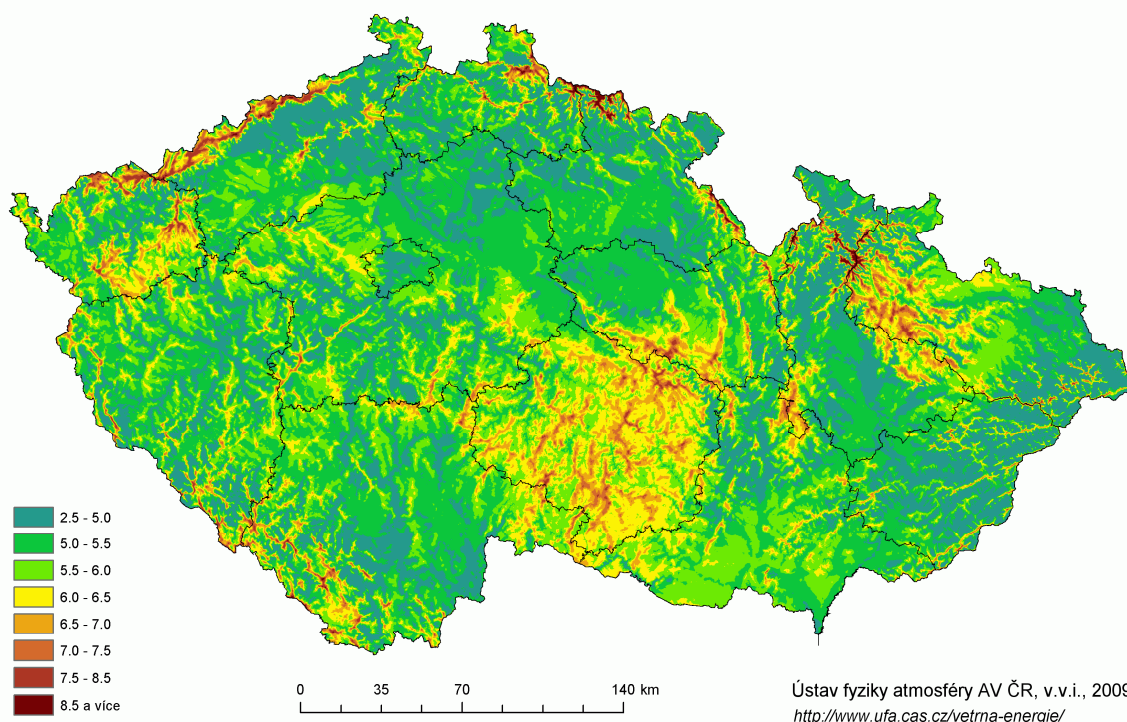 2.5 - 5.0
5.0 - 5.5
5.5 - 6.0
6.0 - 6.5
6.5 - 7.0
7.0 - 7.5
7.5 - 8.5
8.5 a více
0 35 70 140 km
Ústav fyziky atmosféry AV ČR, v.v.i., 2009
http://www.ufa.cas.cz/vetrna-energie/